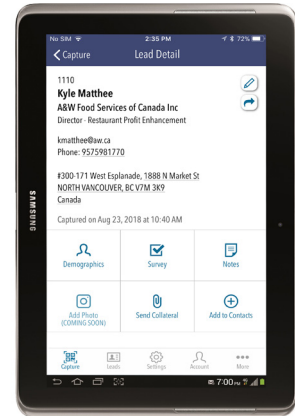 No SIM 2:35 PM 72%
Capture Lead Detail
1110
Kyle Matthee
A&W Food Services of Canada Inc
Director - Restaurant Profit Enhancement
kmatthee@aw.ca
Phone: 9575981770
#300-171 West Esplanade, 1888 N Market St
NORTH VANCOUVER, BC V7M 3K9
Canada
Captured on Aug 23, 2018 at 10:40 AM
SAMSUNG
Demographics Survey Notes
Add Photo Send Collateral Add to Contacts
(COMING SOON)
Capture Leads Settings Account More
7:00 PM